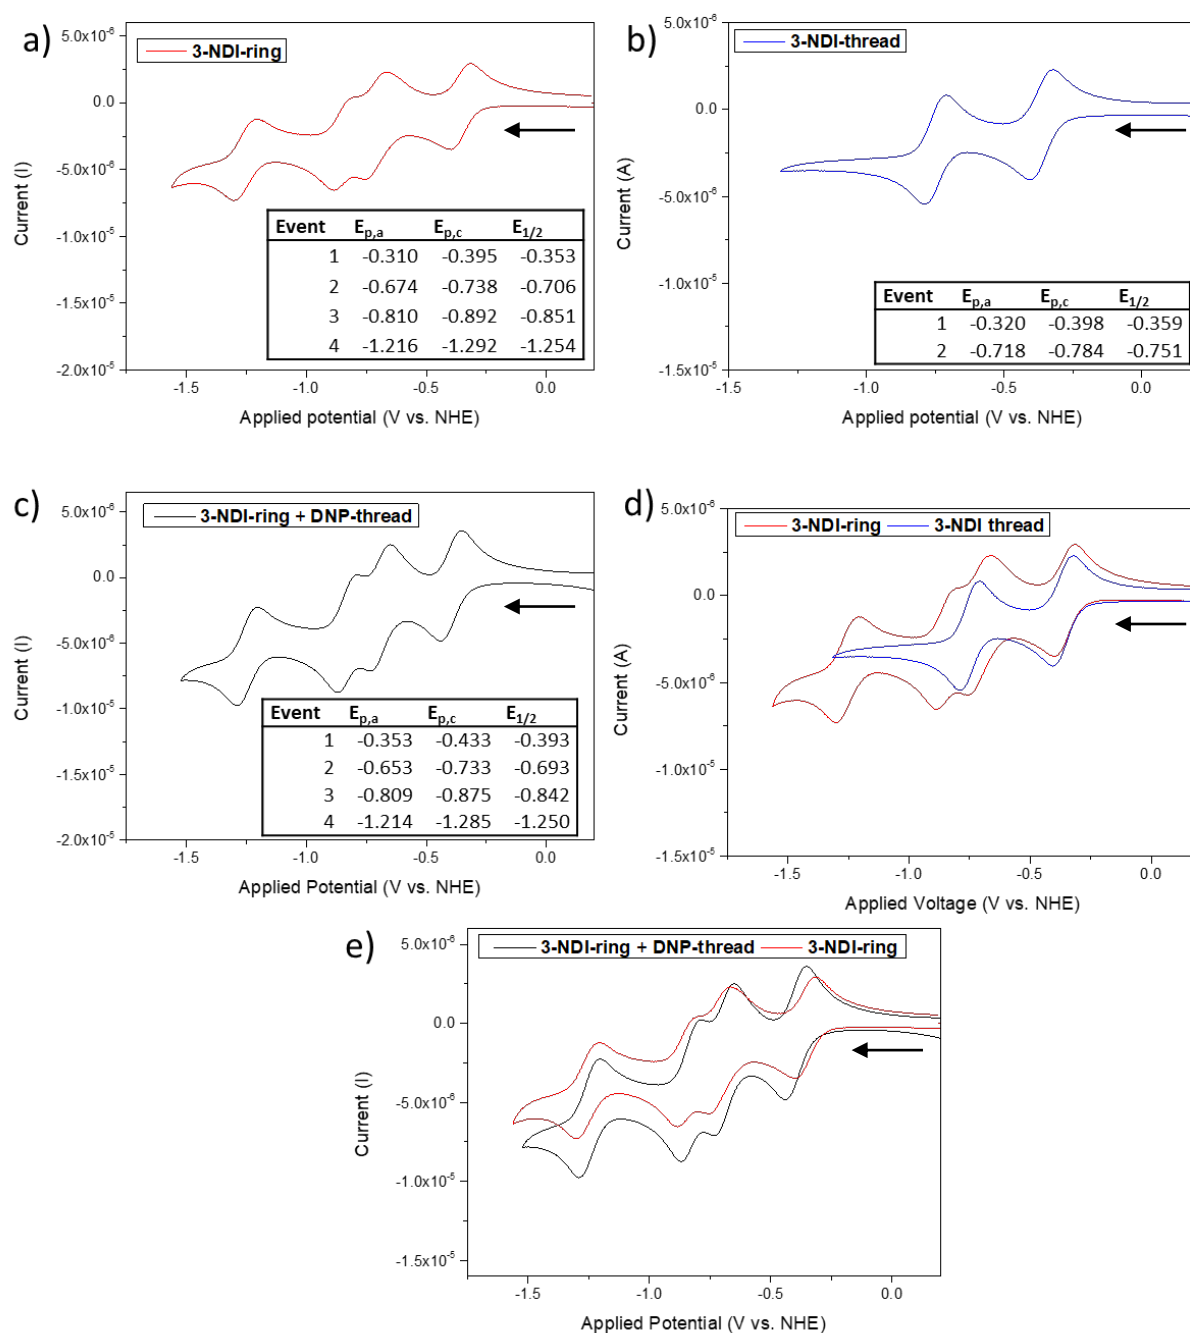 a)
3-NDI-ring
5.0x10⁻⁶
0.0
-5.0x10⁻⁶
-1.0x10⁻⁵
-1.5x10⁻⁵
-2.0x10⁻⁵
Current (I)
Event Ep,a Ep,c E1/2
1 -0.310 -0.395 -0.353
2 -0.674 -0.738 -0.706
3 -0.810 -0.892 -0.851
4 -1.216 -1.292 -1.254
-1.5 -1.0 -0.5 0.0
Applied potential (V vs. NHE)
b)
3-NDI-thread
5.0x10⁻⁶
0.0
-5.0x10⁻⁶
-1.0x10⁻⁵
-1.5x10⁻⁵
Current (A)
Event Ep,a Ep,c E1/2
1 -0.320 -0.398 -0.359
2 -0.718 -0.784 -0.751
-1.5 -1.0 -0.5 0.0
Applied potential (V vs. NHE)
c)
3-NDI-ring + DNP-thread
5.0x10⁻⁶
0.0
-5.0x10⁻⁶
-1.0x10⁻⁵
-1.5x10⁻⁵
-2.0x10⁻⁵
Current (I)
Event Ep,a Ep,c E1/2
1 -0.353 -0.433 -0.393
2 -0.653 -0.733 -0.693
3 -0.809 -0.875 -0.842
4 -1.214 -1.285 -1.250
-1.5 -1.0 -0.5 0.0
Applied Potential (V vs. NHE)
d)
3-NDI-ring 3-NDI thread
5.0x10⁻⁶
0.0
-5.0x10⁻⁶
-1.0x10⁻⁵
-1.5x10⁻⁵
Current (A)
-1.5 -1.0 -0.5 0.0
Applied Voltage (V vs. NHE)
e)
3-NDI-ring + DNP-thread 3-NDI-ring
5.0x10⁻⁶
0.0
-5.0x10⁻⁶
-1.0x10⁻⁵
-1.5x10⁻⁵
Current (I)
-1.5 -1.0 -0.5 0.0
Applied Potential (V vs. NHE)